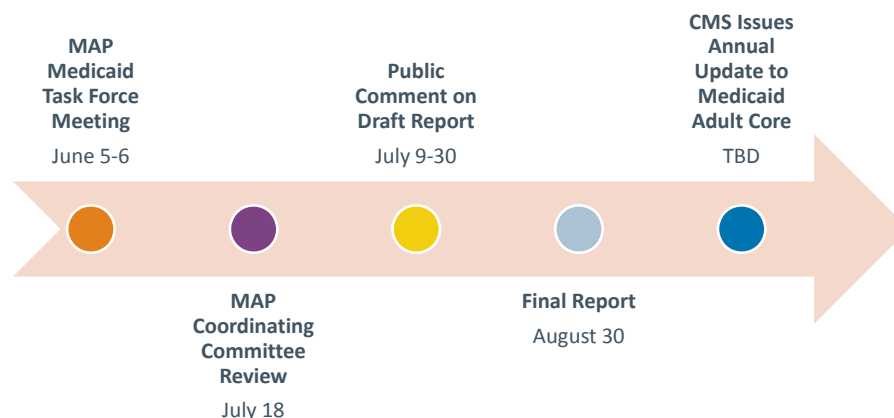 MAP
Medicaid
Task Force
Meeting
June 5-6
MAP
Coordinating
Committee
Review
July 18
Public
Comment on
Draft Report
July 9-30
Final Report
August 30
CMS Issues
Annual
Update to
Medicaid
Adult Core
TBD